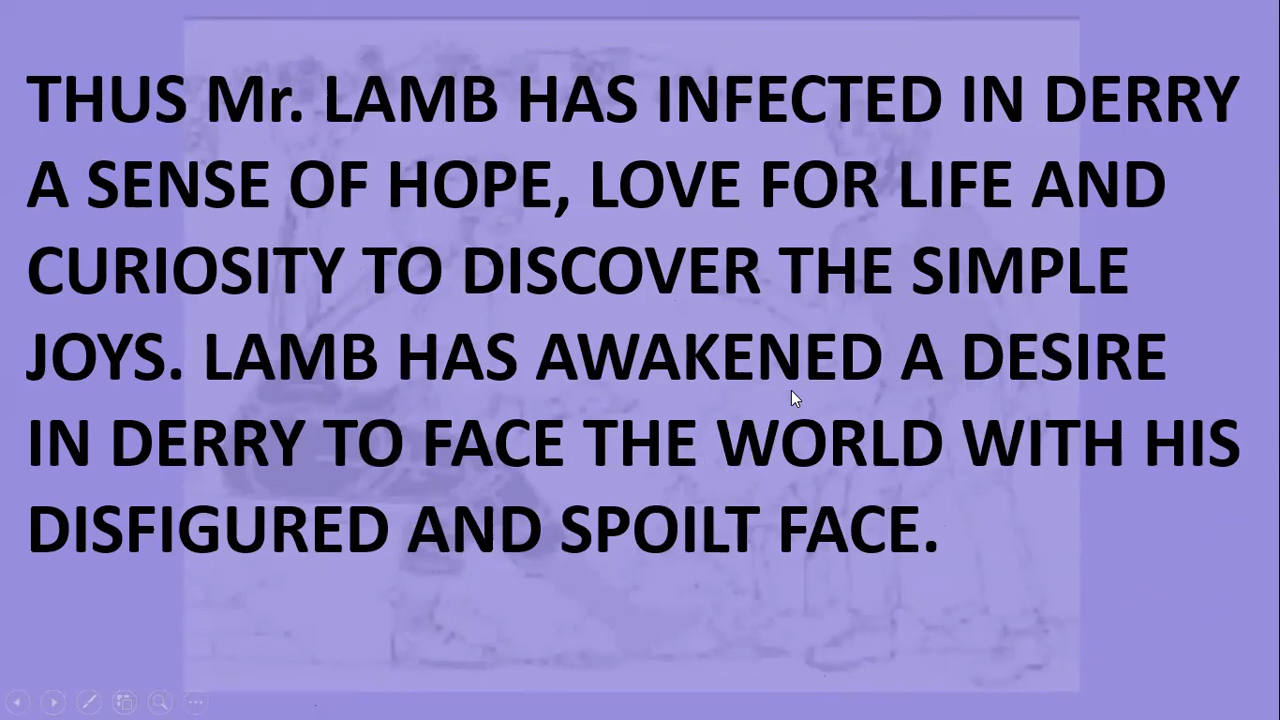 THUS Mr. LAMB HAS INFECTED IN DERRY
A SENSE OF HOPE, LOVE FOR LIFE AND
CURIOSITY TO DISCOVER THE SIMPLE
JOYS. LAMB HAS AWAKENED A DESIRE
IN DERRY TO FACE THE WORLD WITH HIS
DISFIGURED AND SPOILT FACE.